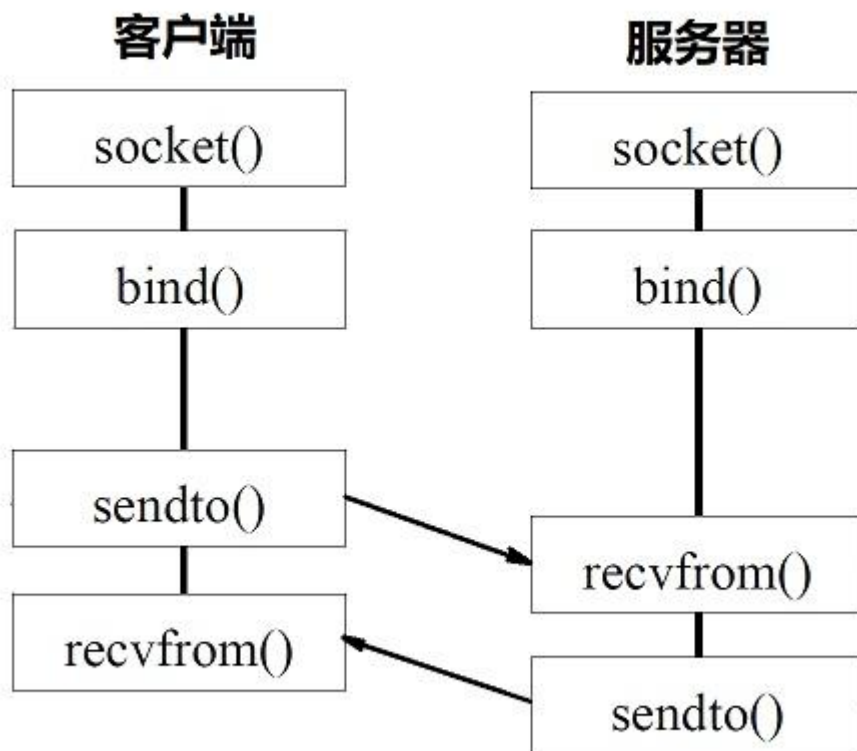 客户端
服务器
socket()
socket()
bind()
bind()
sendto()
recvfrom()
recvfrom()
sendto()